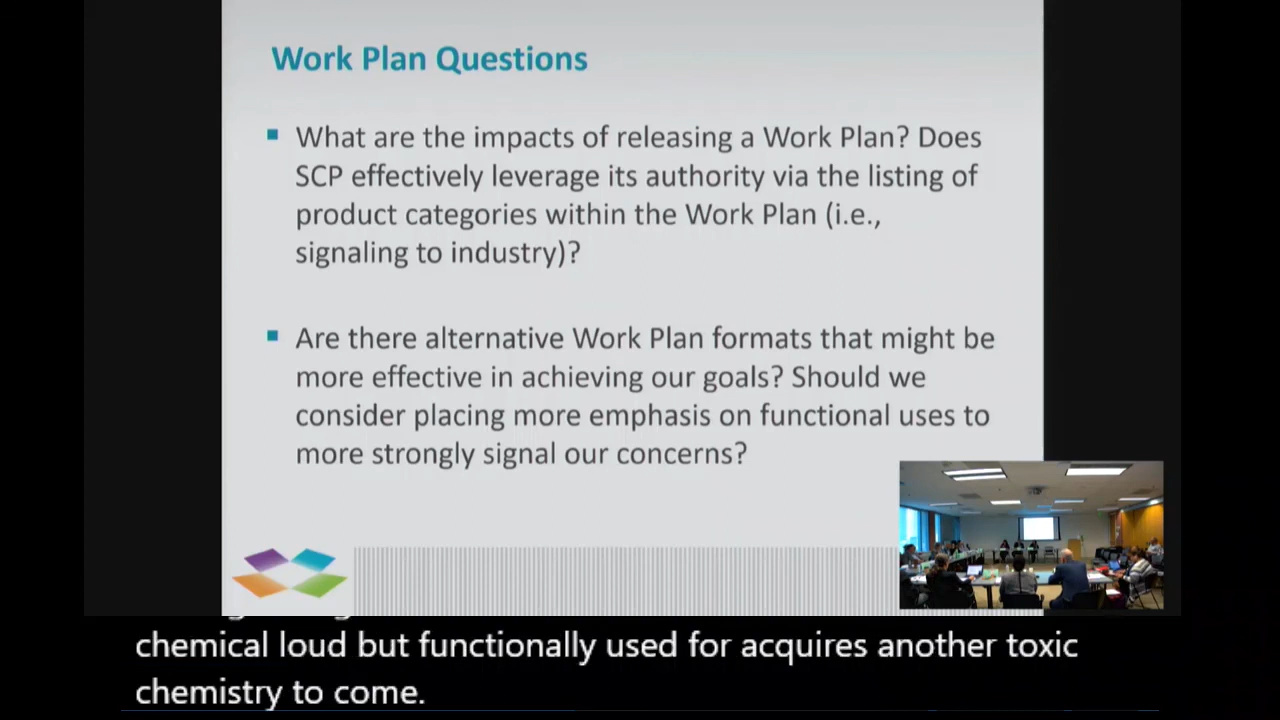 Work Plan Questions
What are the impacts of releasing a Work Plan? Does
SCP effectively leverage its authority via the listing of
product categories within the Work Plan (i.e.,
signaling to industry)?
Are there alternative Work Plan formats that might be
more effective in achieving our goals? Should we
consider placing more emphasis on functional uses to
more strongly signal our concerns?
chemical loud but functionally used for acquires another toxic
chemistry to come.